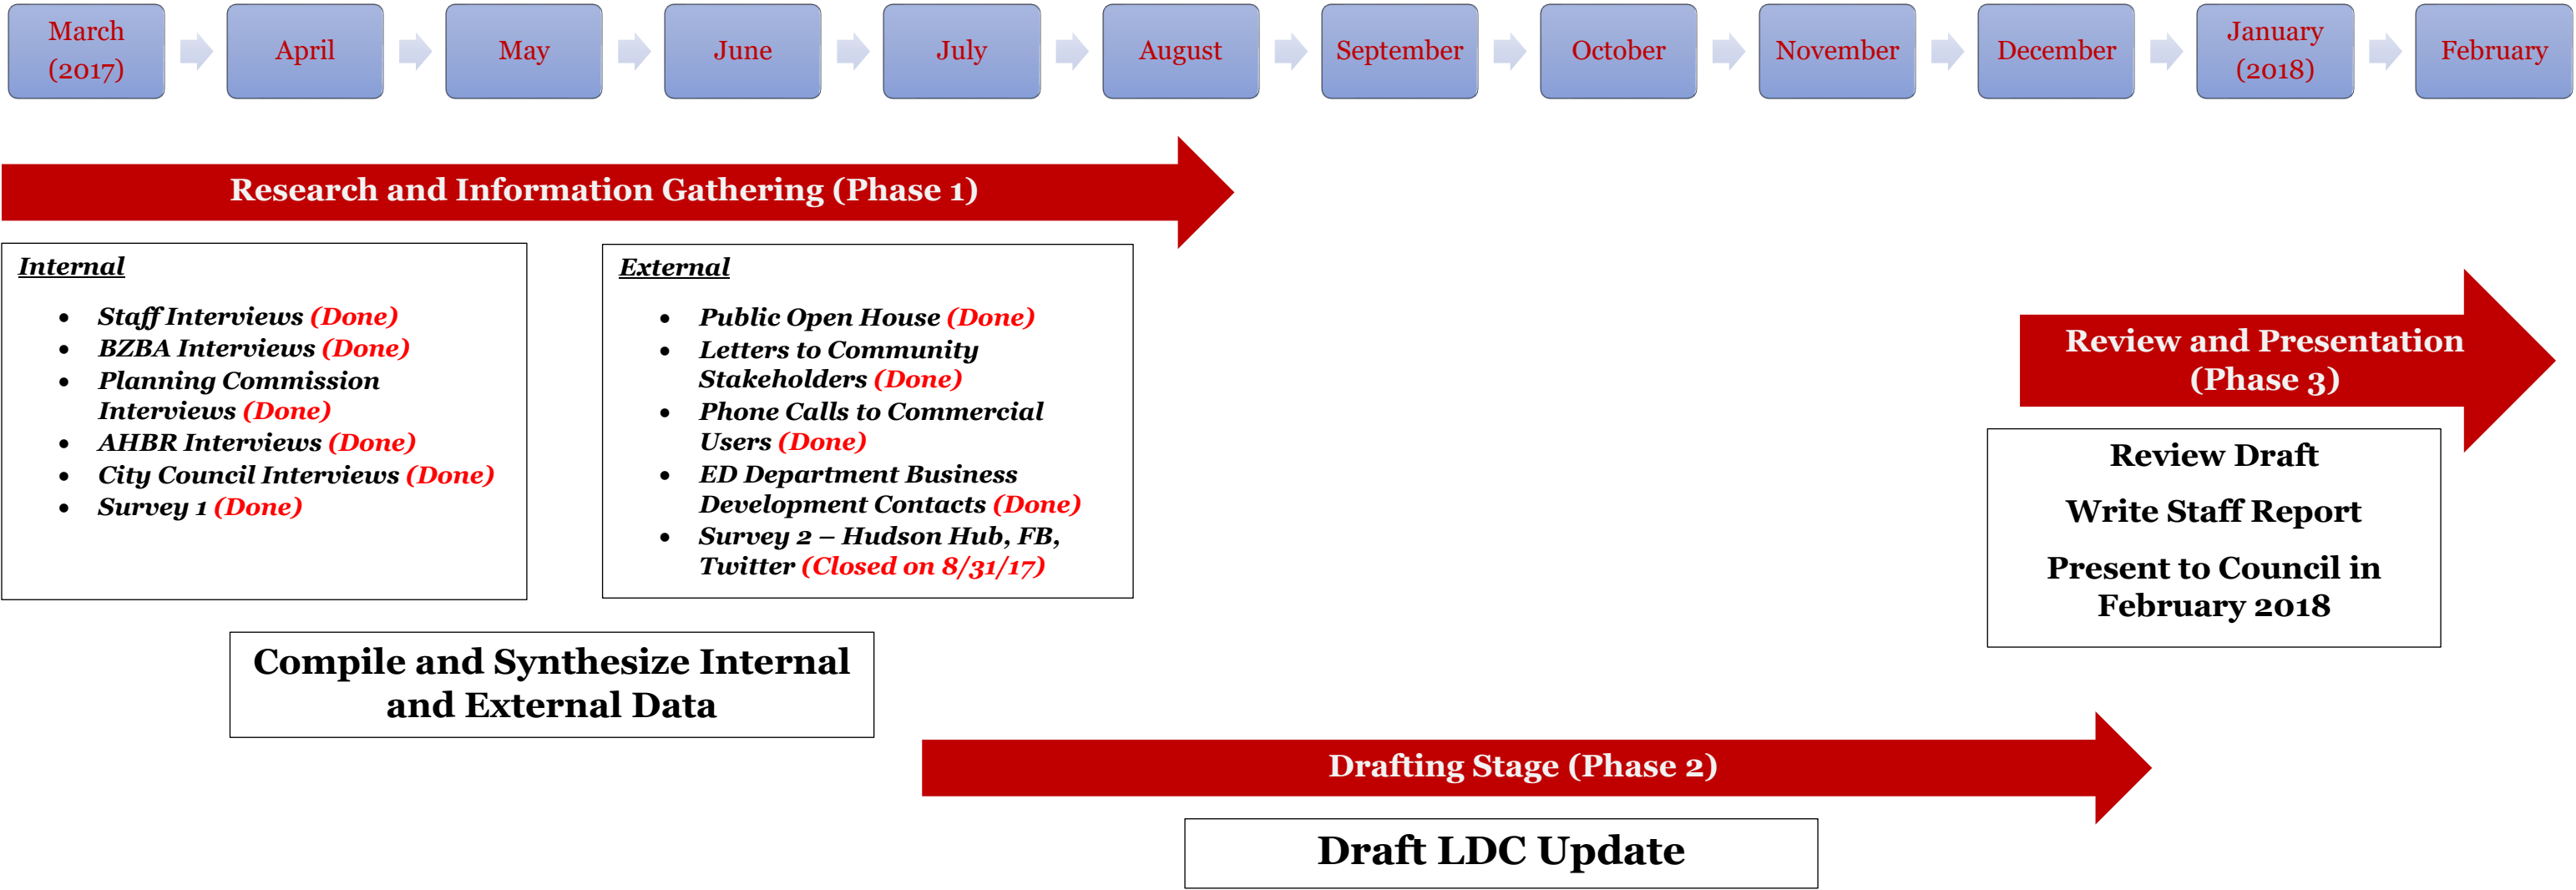 March
(2017)
April
May
June
July
August
September
October
November
December
January
(2018)
February
Research and Information Gathering (Phase 1)
Internal
• Staff Interviews (Done)
• BZBA Interviews (Done)
• Planning Commission
Interviews (Done)
• AHBR Interviews (Done)
• City Council Interviews (Done)
• Survey 1 (Done)
External
• Public Open House (Done)
• Letters to Community
Stakeholders (Done)
• Phone Calls to Commercial
Users (Done)
• ED Department Business
Development Contacts (Done)
• Survey 2 – Hudson Hub, FB,
Twitter (Closed on 8/31/17)
Review and Presentation
(Phase 3)
Review Draft
Write Staff Report
Present to Council in
February 2018
Compile and Synthesize Internal
and External Data
Drafting Stage (Phase 2)
Draft LDC Update